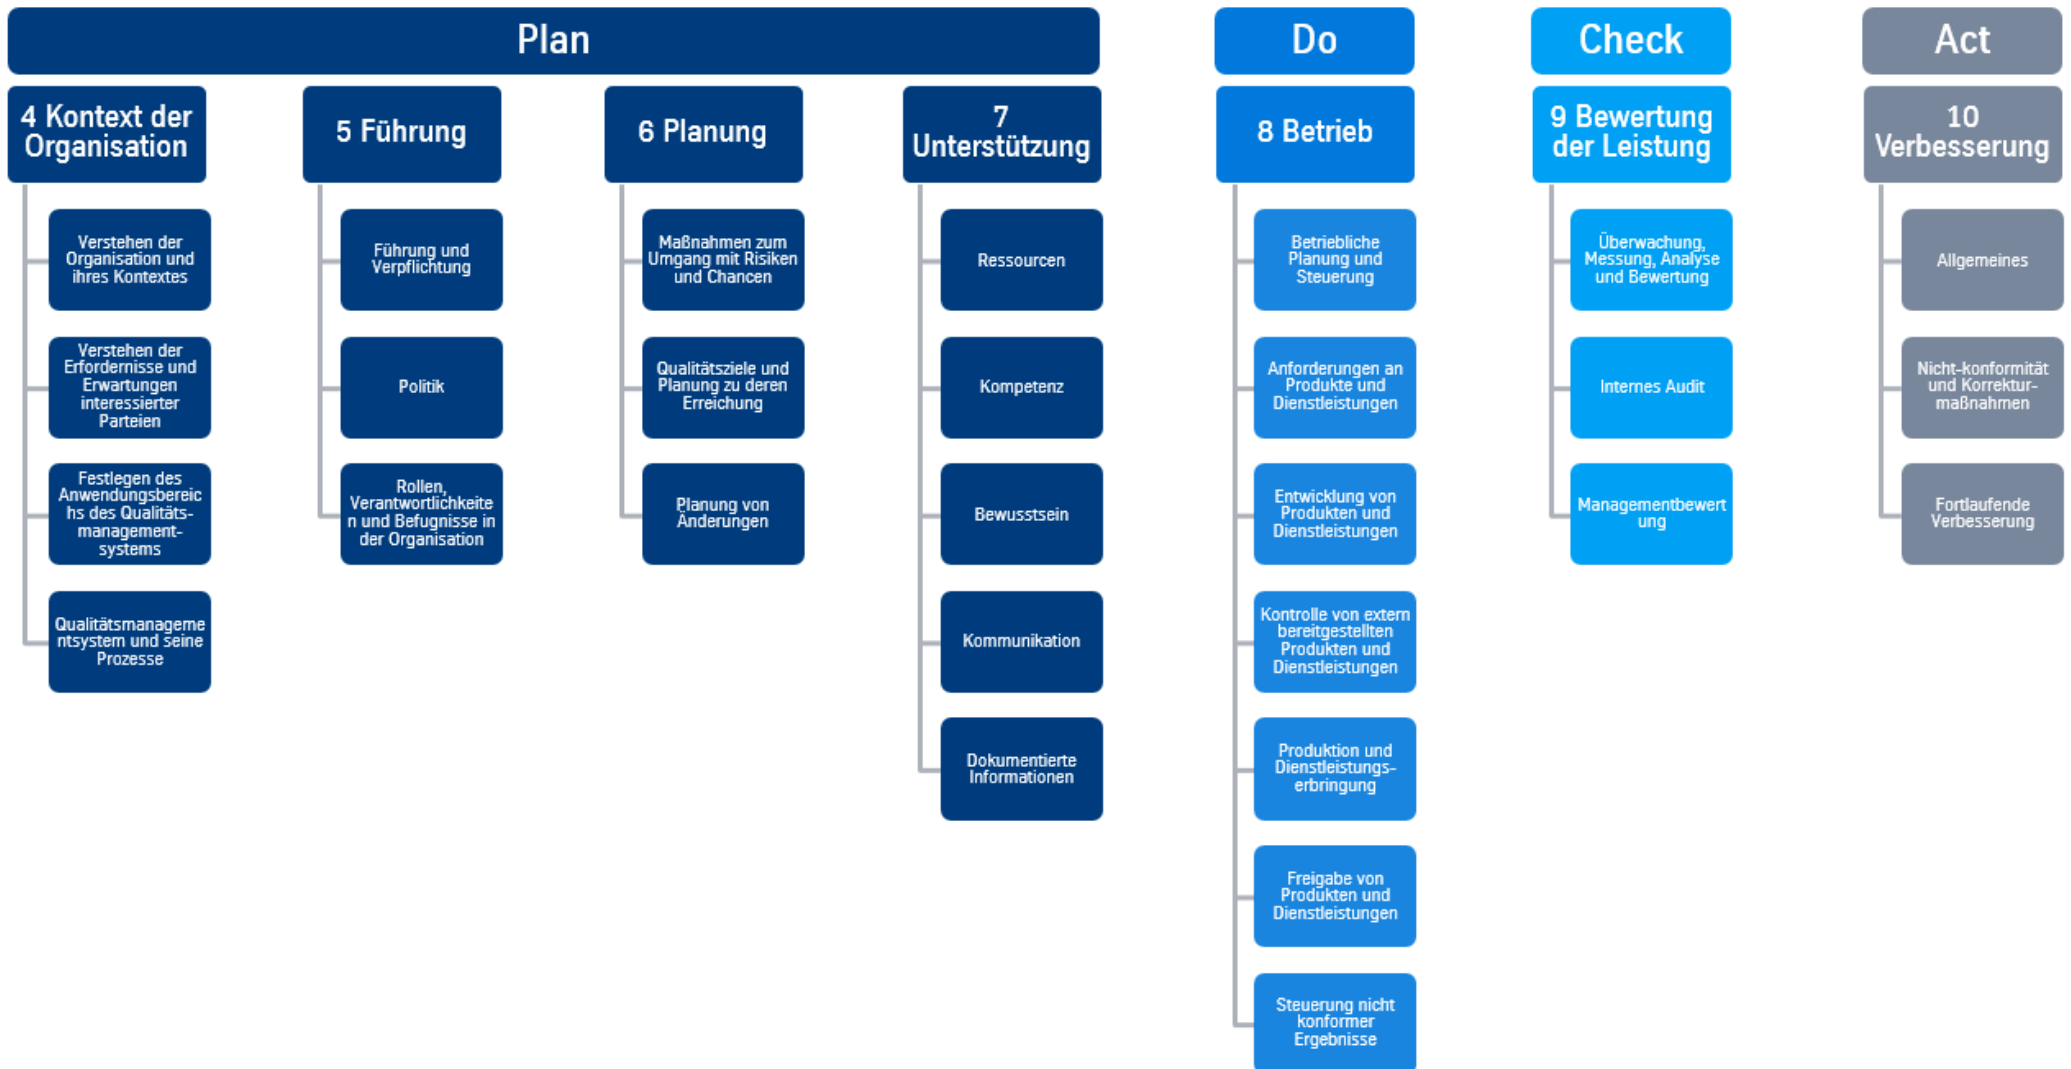 Plan
4 Kontext der
Organisation
Verstehen der
Organisation und
ihres Kontextes
Verstehen der
Erfordernisse und
Erwartungen
interessierter
Parteien
Festlegen des
Anwendungsbereic
hs des Qualitäts-
management-
systems
Qualitätsmanageme
ntsystem und seine
Prozesse
5 Führung
Führung und
Verpflichtung
Politik
Rollen,
Verantwortlichkeite
n und Befugnisse in
der Organisation
6 Planung
Maßnahmen zum
Umgang mit Risiken
und Chancen
Qualitätsziele und
Planung zu deren
Erreichung
Planung von
Änderungen
7
Unterstützung
Ressourcen
Kompetenz
Bewusstsein
Kommunikation
Dokumentierte
Informationen
Do
8 Betrieb
Betriebliche
Planung und
Steuerung
Anforderungen an
Produkte und
Dienstleistungen
Entwicklung von
Produkten und
Dienstleistungen
Kontrolle von extern
bereitgestellten
Produkten und
Dienstleistungen
Produktion und
Dienstleistungs-
erbringung
Freigabe von
Produkten und
Dienstleistungen
Steuerung nicht
konformer
Ergebnisse
Check
9 Bewertung
der Leistung
Überwachung,
Messung, Analyse
und Bewertung
Internes Audit
Managementbewert
ung
Act
10
Verbesserung
Allgemeines
Nicht-konformität
und Korrektur-
maßnahmen
Fortlaufende
Verbesserung